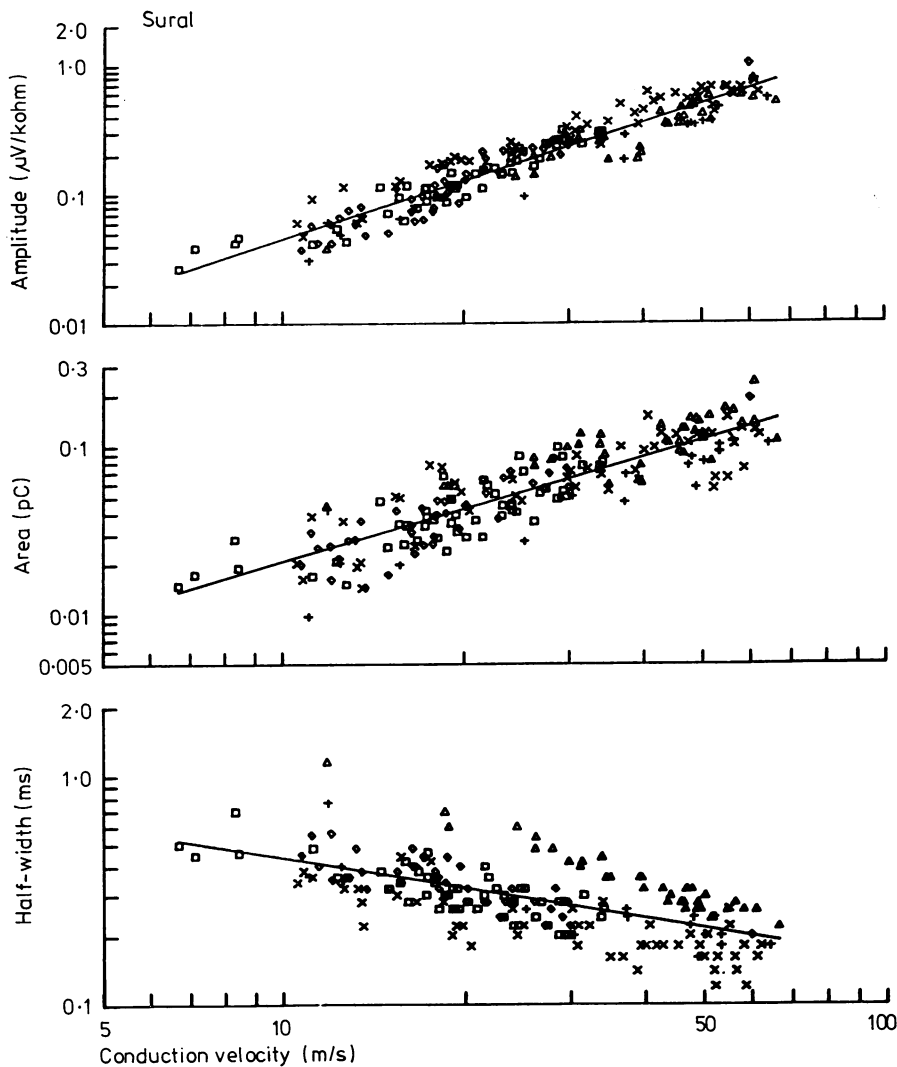 Sural
Amplitude (μV/kohm)
2·0
1·0
0·1
0·01
Area (pC)
0·3
0·1
0·01
0·005
Half-width (ms)
2·0
1·0
0·1
5 10 50 100
Conduction velocity (m/s)